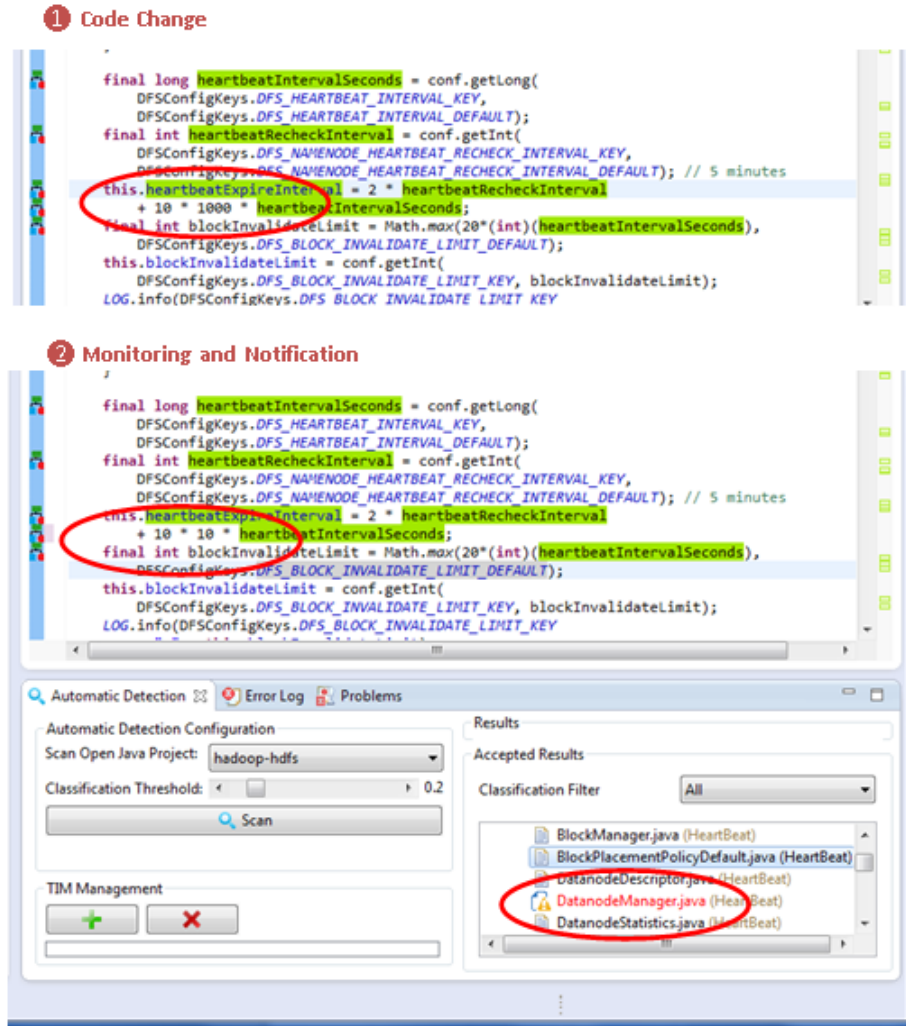 1 Code Change
final long heartbeatIntervalSeconds = conf.getLong(
DFSConfigKeys.DFS_HEARTBEAT_INTERVAL_KEY,
DFSConfigKeys.DFS_HEARTBEAT_INTERVAL_DEFAULT);
final int heartbeatRecheckInterval = conf.getInt(
DFSConfigKeys.DFS_NAMENODE_HEARTBEAT_RECHECK_INTERVAL_KEY,
DFSConfigKeys.DFS_NAMENODE_HEARTBEAT_RECHECK_INTERVAL_DEFAULT); // 5 minutes
this.heartbeatExpireInterval = 2 * heartbeatRecheckInterval
+ 10 * 1000 * heartbeatIntervalSeconds;
final int blockInvalidateLimit = Math.max(20*(int)(heartbeatIntervalSeconds),
DFSConfigKeys.DFS_BLOCK_INVALIDATE_LIMIT_DEFAULT);
this.blockInvalidateLimit = conf.getInt(
DFSConfigKeys.DFS_BLOCK_INVALIDATE_LIMIT_KEY, blockInvalidateLimit);
LOG.info(DFSConfigKeys.DFS_BLOCK_INVALIDATE_LIMIT_KEY
2 Monitoring and Notification
final long heartbeatIntervalSeconds = conf.getLong(
DFSConfigKeys.DFS_HEARTBEAT_INTERVAL_KEY,
DFSConfigKeys.DFS_HEARTBEAT_INTERVAL_DEFAULT);
final int heartbeatRecheckInterval = conf.getInt(
DFSConfigKeys.DFS_NAMENODE_HEARTBEAT_RECHECK_INTERVAL_KEY,
DFSConfigKeys.DFS_NAMENODE_HEARTBEAT_RECHECK_INTERVAL_DEFAULT); // 5 minutes
this.heartbeatExpireInterval = 2 * heartbeatRecheckInterval
+ 10 * 10 * heartbeatIntervalSeconds;
final int blockInvalidateLimit = Math.max(20*(int)(heartbeatIntervalSeconds),
DFSConfigKeys.DFS_BLOCK_INVALIDATE_LIMIT_DEFAULT);
this.blockInvalidateLimit = conf.getInt(
DFSConfigKeys.DFS_BLOCK_INVALIDATE_LIMIT_KEY, blockInvalidateLimit);
LOG.info(DFSConfigKeys.DFS_BLOCK_INVALIDATE_LIMIT_KEY
Automatic Detection Error Log Problems
Automatic Detection Configuration
Scan Open Java Project: hadoop-hdfs
Classification Threshold: 0.2
Scan
TIM Management
Results
Accepted Results
Classification Filter All
BlockManager.java (HeartBeat)
BlockPlacementPolicyDefault.java (HeartBeat)
DatanodeDescriptor.java (HeartBeat)
DatanodeManager.java (HeartBeat)
DatanodeStatistics.java (HeartBeat)